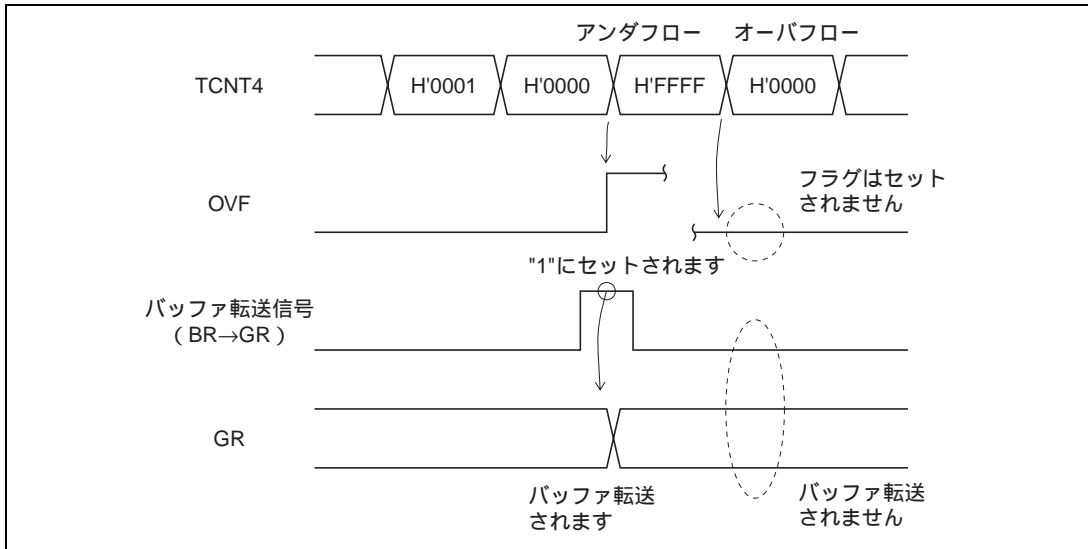 アンダフロー オーバフロー
TCNT4 H'0001 H'0000 H'FFFF H'0000
OVF
フラグはセット
されません
"1"にセットされます
バッファ転送信号
( BR→GR )
GR
バッファ転送
されます
バッファ転送
されません